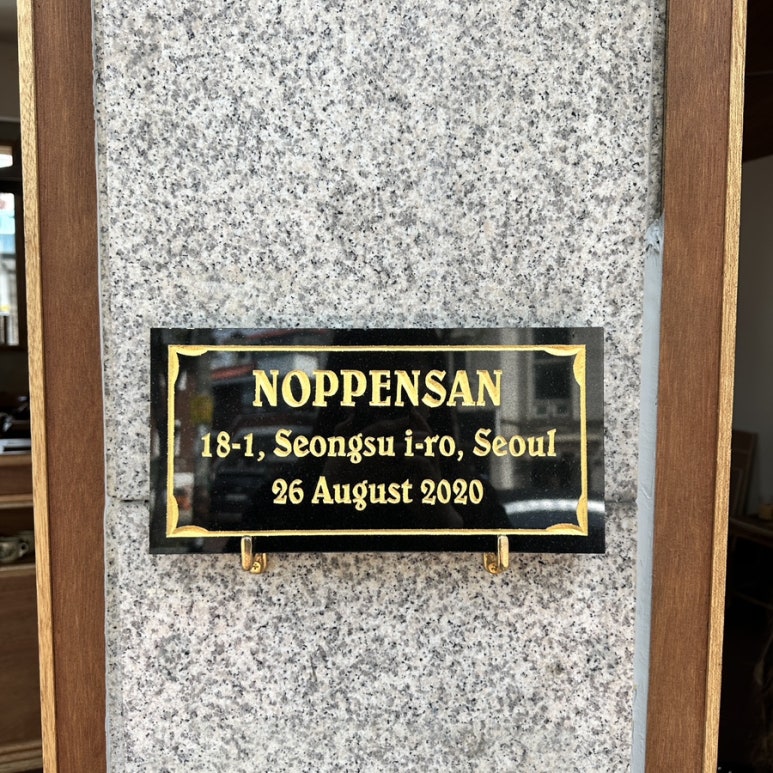 NOPPENSAN
18-1, Seongsu i-ro, Seoul
26 August 2020